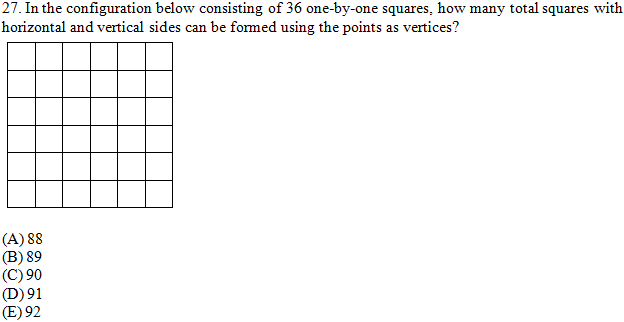 27. In the configuration below consisting of 36 one-by-one squares, how many total squares with
horizontal and vertical sides can be formed using the points as vertices?
(A) 88
(B) 89
(C) 90
(D) 91
(E) 92